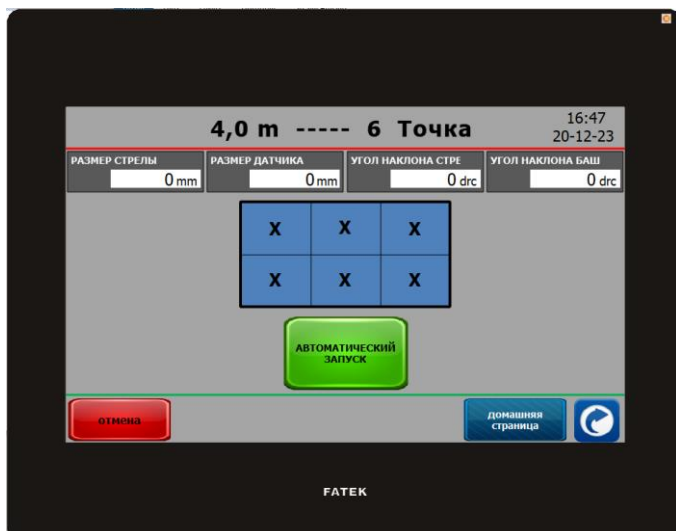 4,0 m ----- 6 Точка
16:47
20-12-23
РАЗМЕР СТРЕЛЫ
0 mm
РАЗМЕР ДАТЧИКА
0 mm
УГОЛ НАКЛОНА СТРЕ
0 drc
УГОЛ НАКЛОНА БАШ
0 drc
X X X
X X X
АВТОМАТИЧЕСКИЙ
ЗАПУСК
отмена
домашняя
страница
FATEK